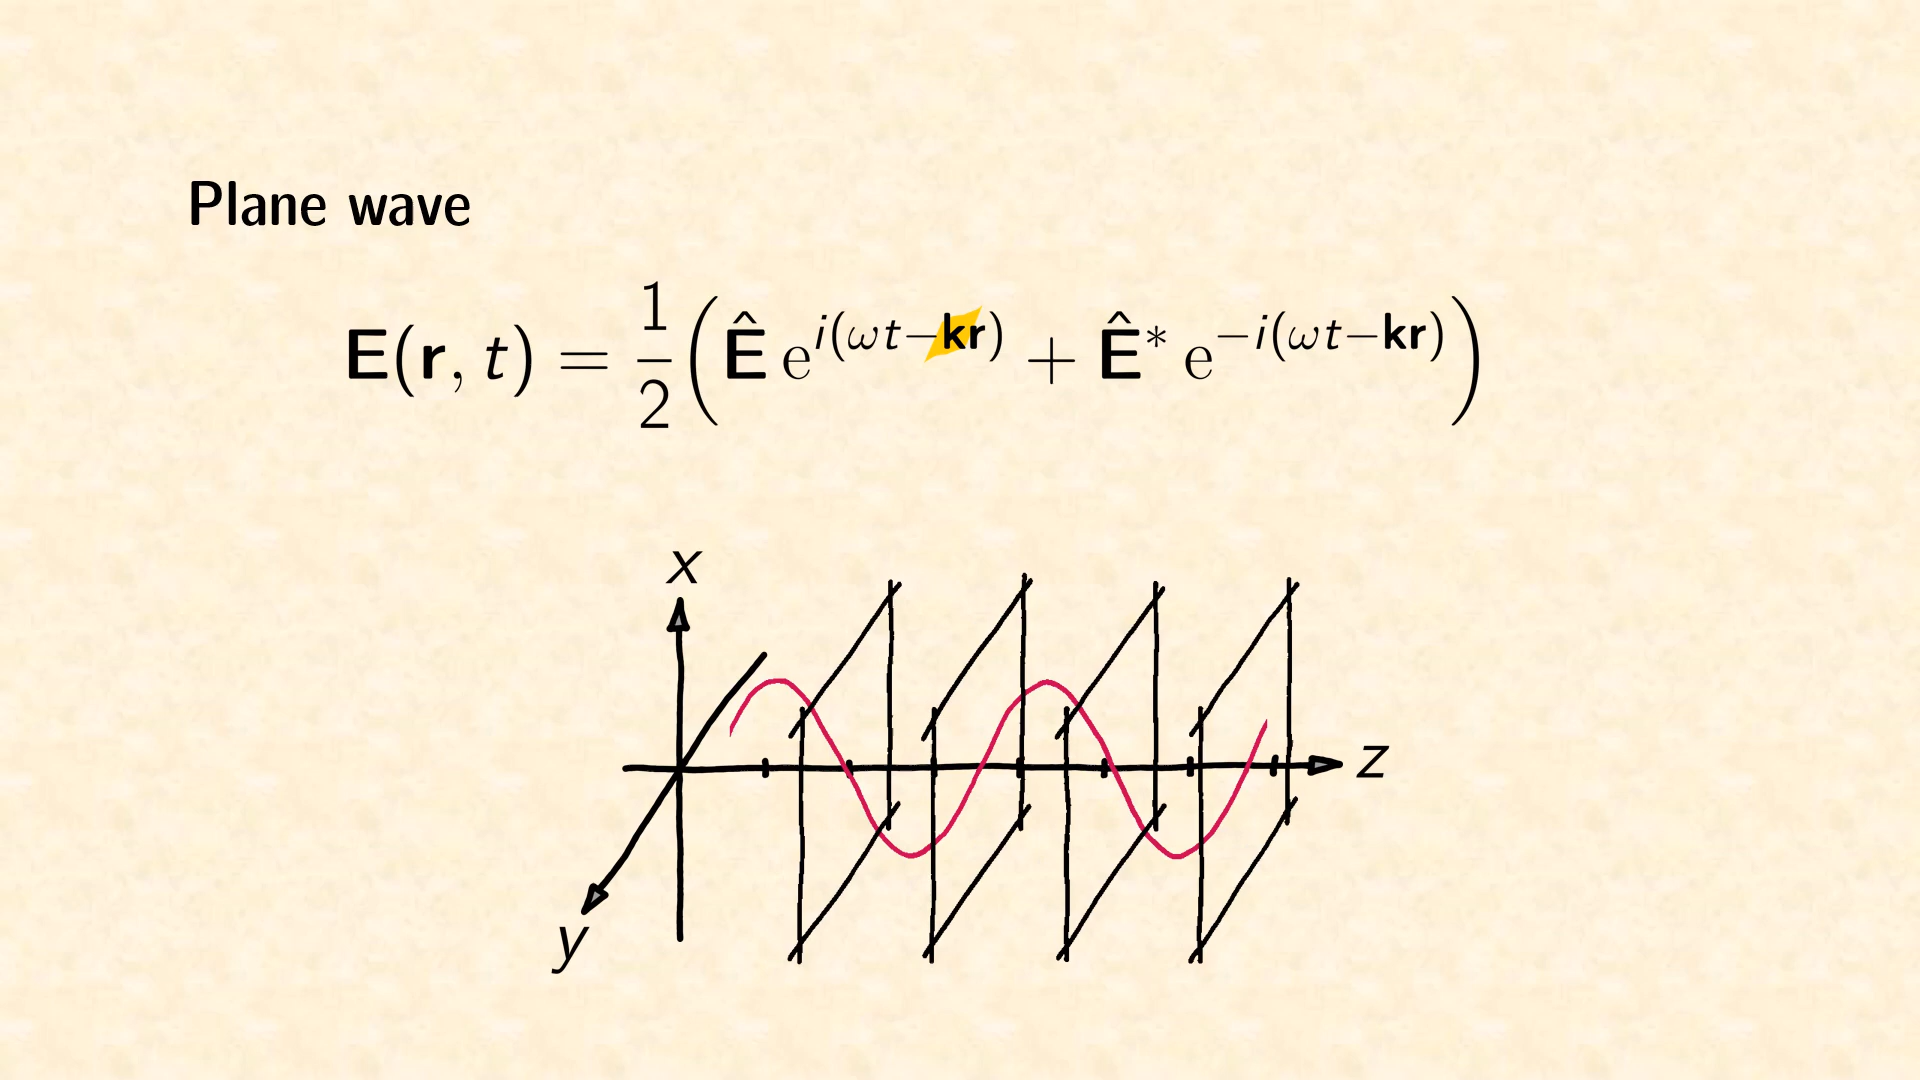 Plane wave
E(r, t) = 1/2 (Ê e^{i(ωt−kr)} + Ê* e^{−i(ωt−kr)})
x
z
y